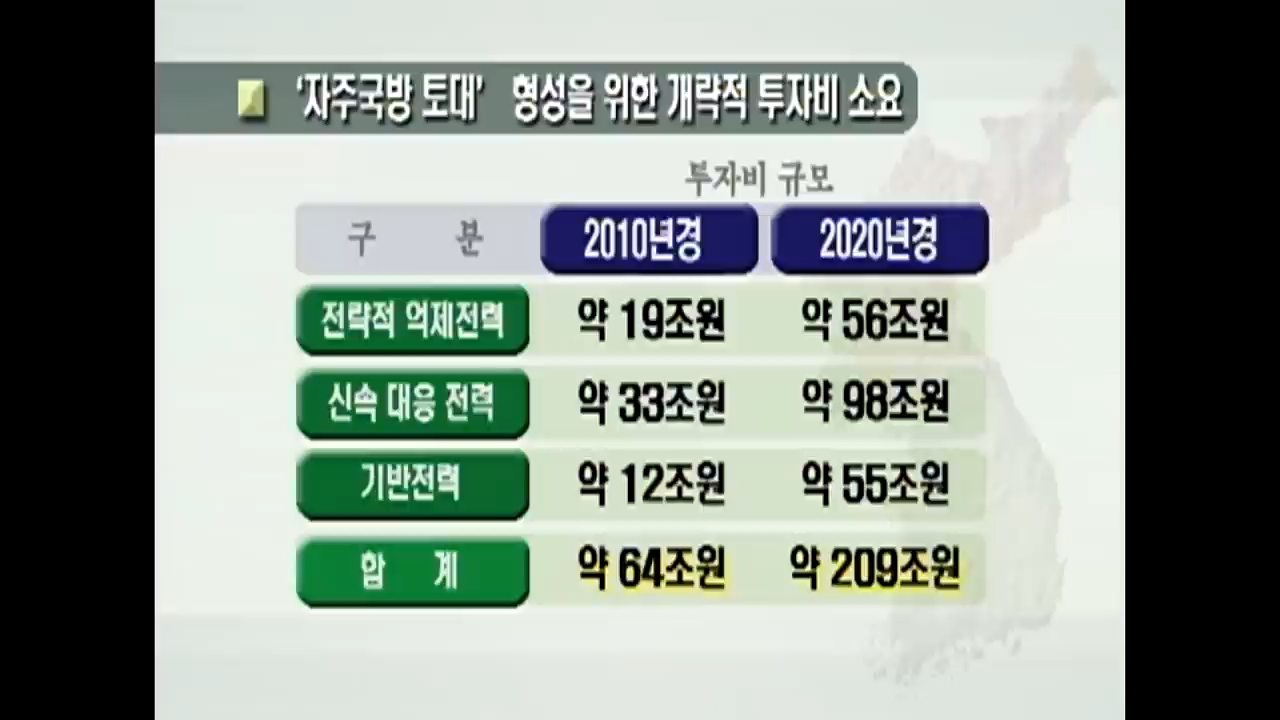 ‘자주국방 토대’ 형성을 위한 개략적 투자비 소요
투자비 규모
구 분 2010년경 2020년경
전략적 억제전력 약 19조원 약 56조원
신속 대응 전력 약 33조원 약 98조원
기반전력 약 12조원 약 55조원
합 계 약 64조원 약 209조원